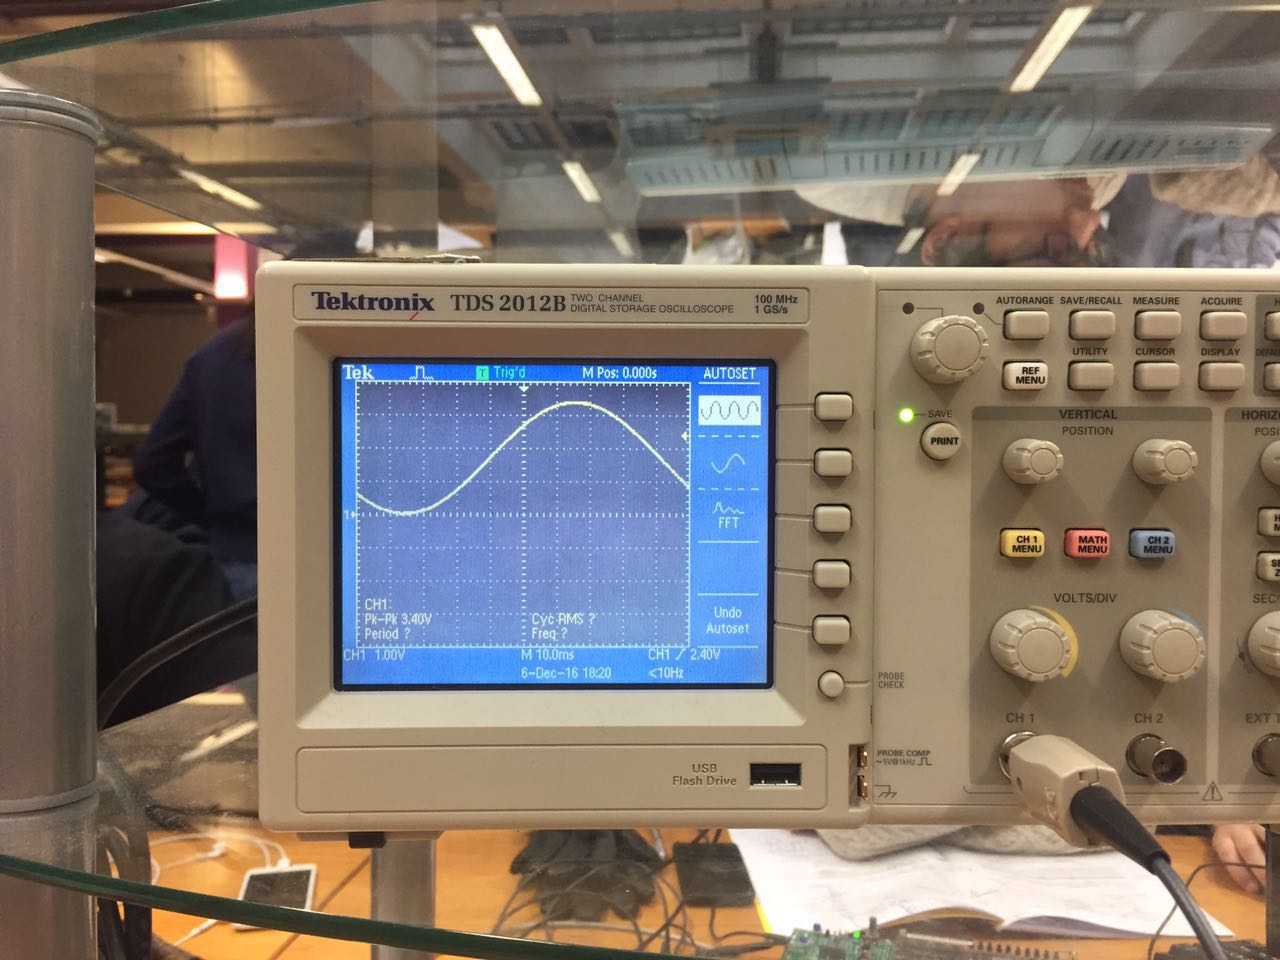 Tektronix TDS 2012B TWO CHANNEL DIGITAL STORAGE OSCILLOSCOPE 100 MHz 1 GS/s
Tek Trig'd M Pos: 0.000s AUTOSET
1
FFT
CH1:
Pk-Pk 3.40V Cyc RMS ?
Period ? Freq ?
Undo
Autoset
CH1 1.00V M 10.0ms CH1 2.40V
6-Dec-16 18:20 <10Hz
USB
Flash Drive
AUTORANGE SAVE/RECALL MEASURE ACQUIRE
REF
MENU
UTILITY CURSOR DISPLAY
SAVE
PRINT
VERTICAL
POSITION
CH 1
MENU
MATH
MENU
CH 2
MENU
VOLTS/DIV
PROBE
CHECK
CH 1 CH 2
PROBE COMP
~5V@1kHz